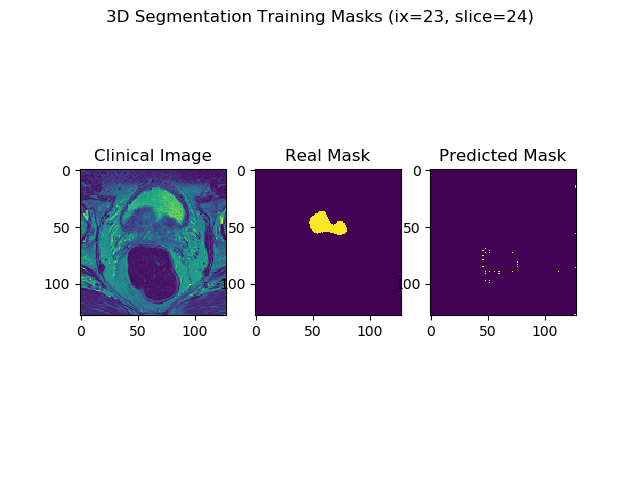 3D Segmentation Training Masks (ix=23, slice=24)
Clinical Image Real Mask Predicted Mask
0 0 0
50 50 50
100 100 100
0 50 100 0 50 100 0 50 100